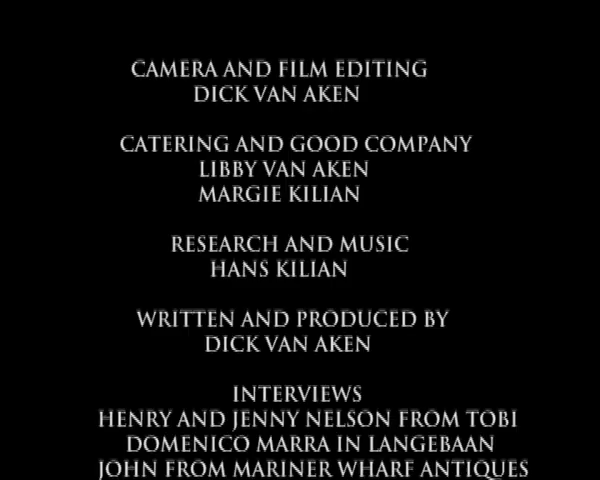 CAMERA AND FILM EDITING
DICK VAN AKEN
CATERING AND GOOD COMPANY
LIBBY VAN AKEN
MARGIE KILIAN
RESEARCH AND MUSIC
HANS KILIAN
WRITTEN AND PRODUCED BY
DICK VAN AKEN
INTERVIEWS
HENRY AND JENNY NELSON FROM TOBI
DOMENICO MARRA IN LANGEBAAN
JOHN FROM MARINER WHARF ANTIQUES